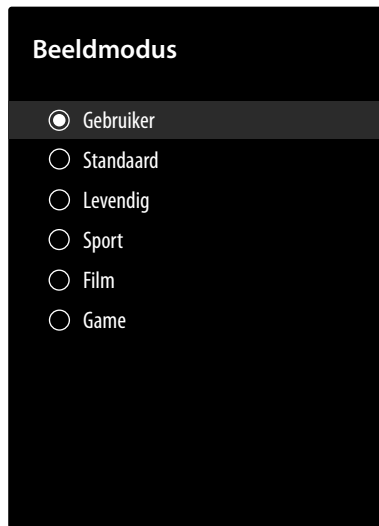 Beeldmodus
Gebruiker
Standaard
Levendig
Sport
Film
Game